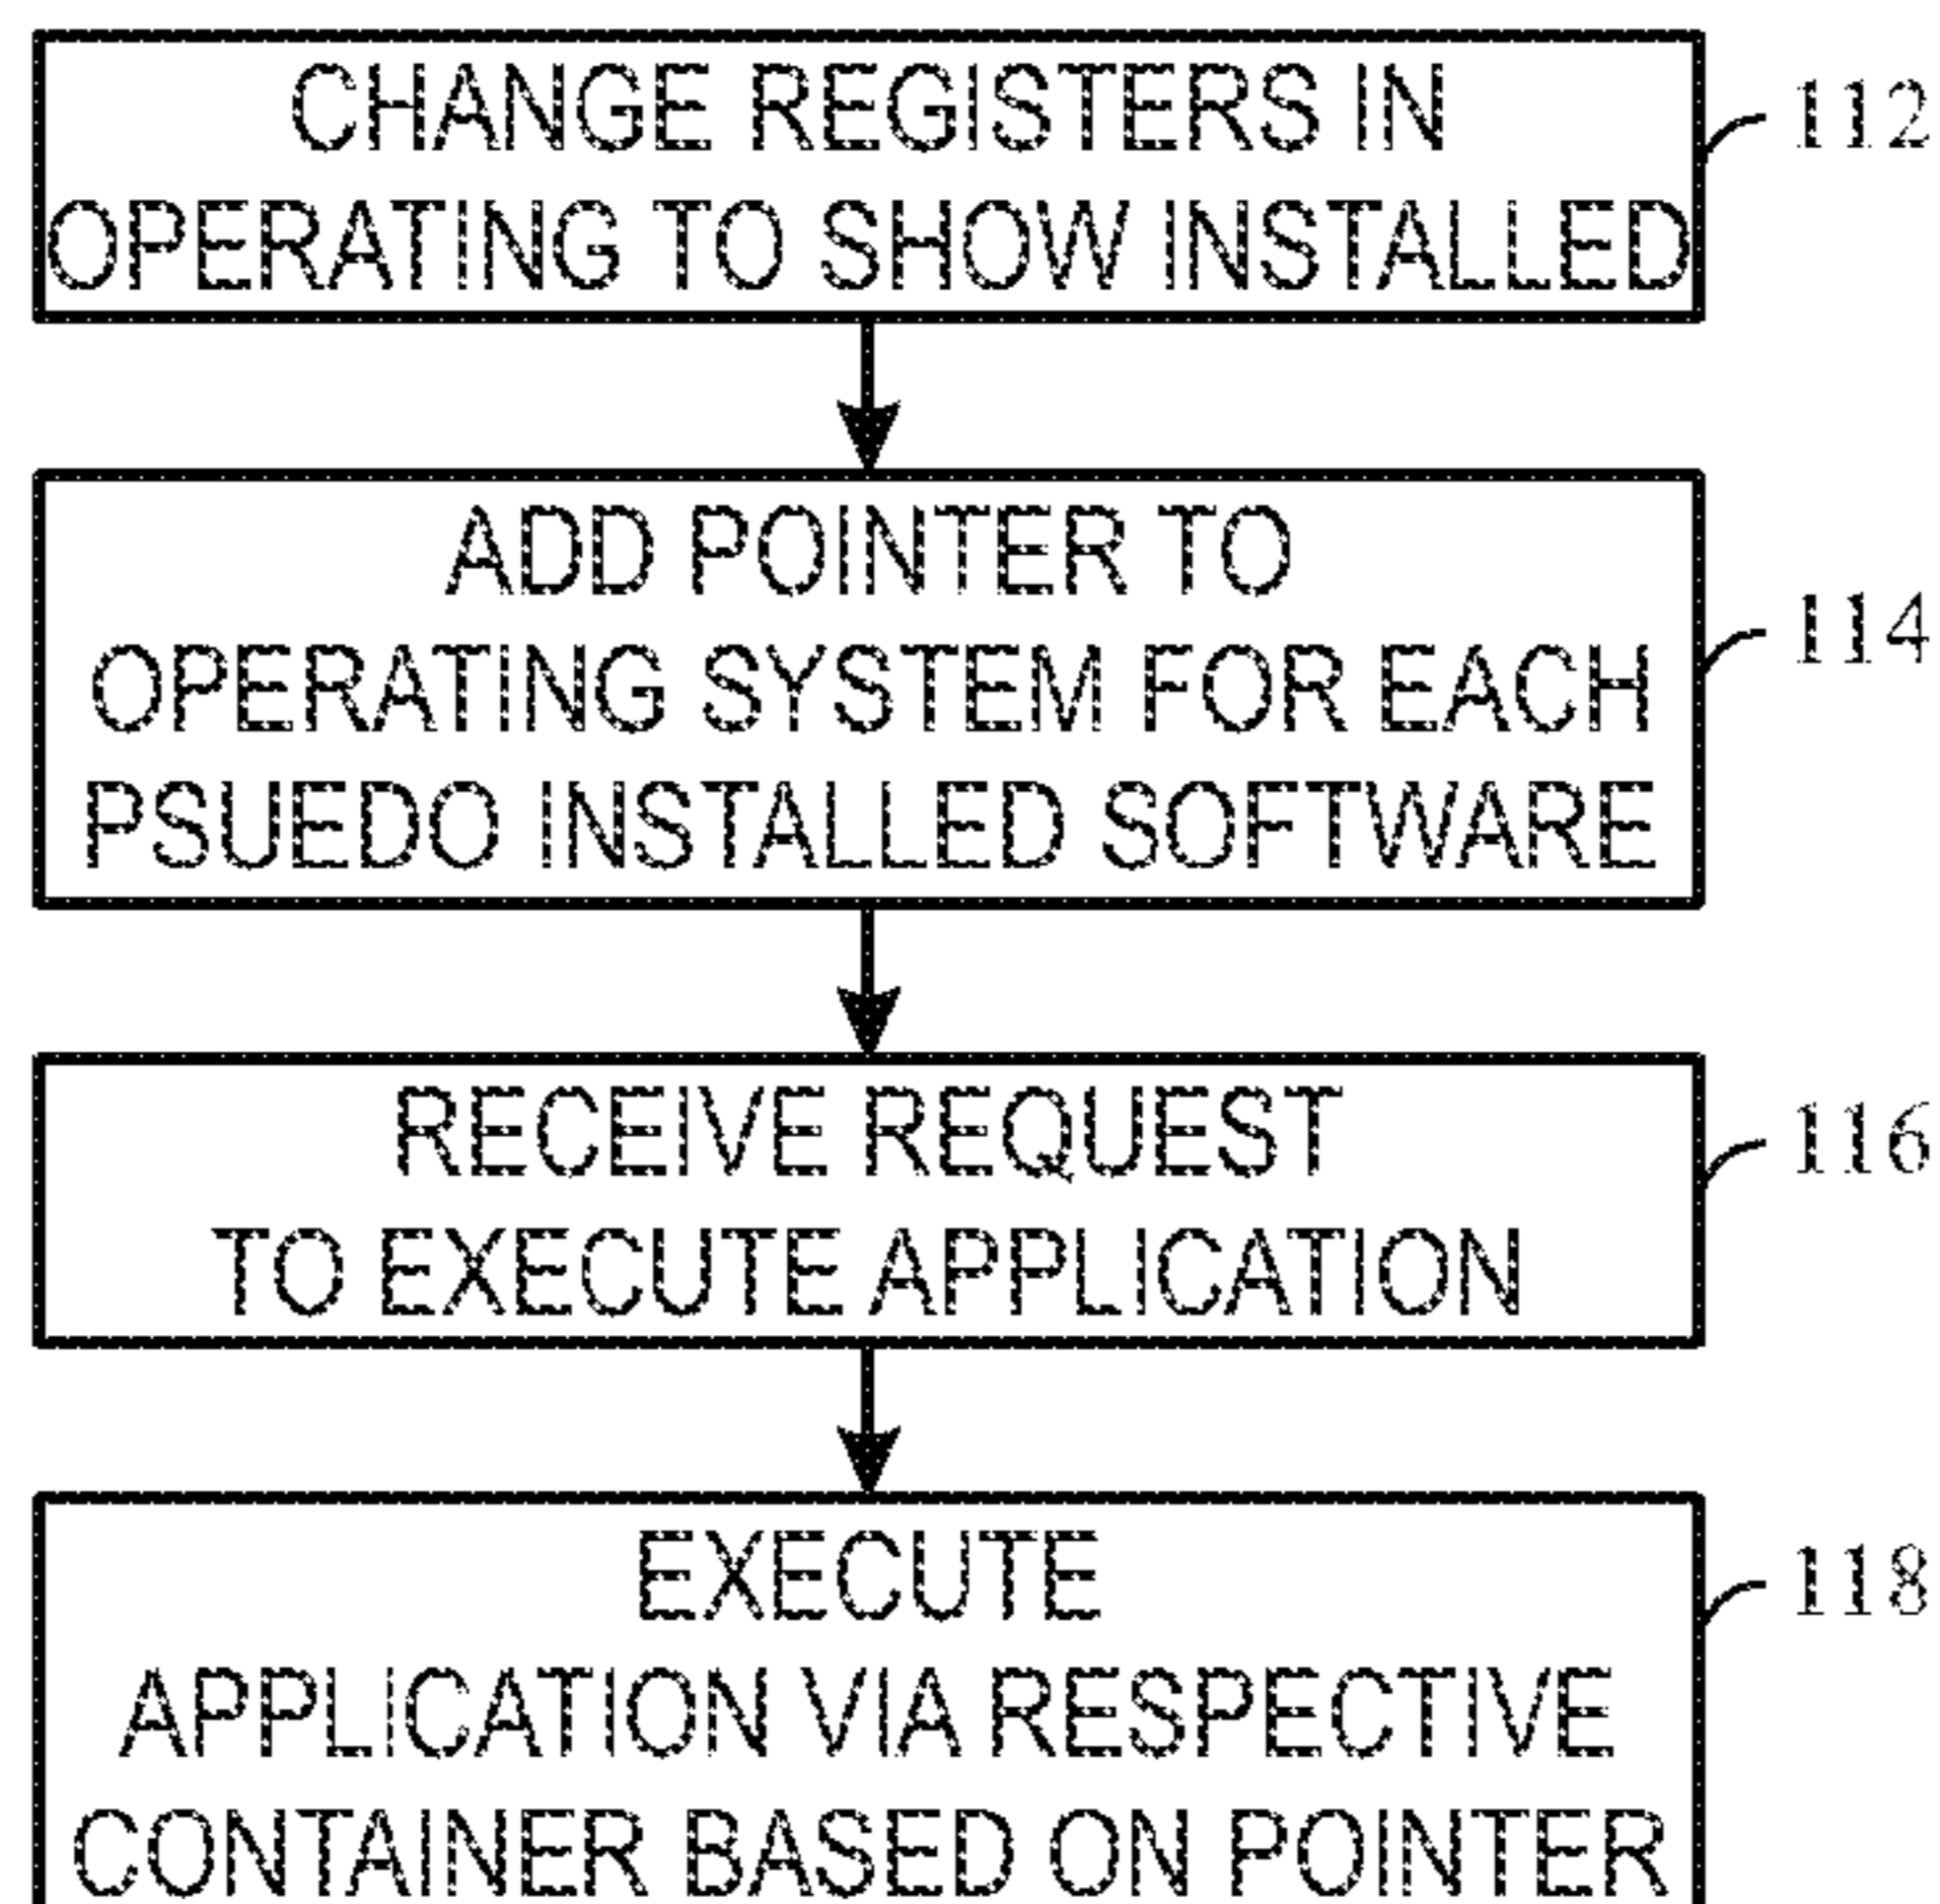 CHANGE REGISTERS IN
OPERATING TO SHOW INSTALLED
112
ADD POINTER TO
OPERATING SYSTEM FOR EACH
PSUEDO INSTALLED SOFTWARE
114
RECEIVE REQUEST
TO EXECUTE APPLICATION
116
EXECUTE
APPLICATION VIA RESPECTIVE
CONTAINER BASED ON POINTER
118